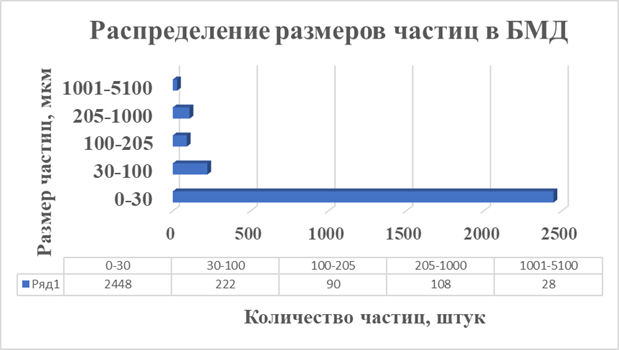 Распределение размеров частиц в БМД
Размер частиц, мкм
1001-5100
205-1000
100-205
30-100
0-30
0 500 1000 1500 2000 2500
0-30 30-100 100-205 205-1000 1001-5100
Ряд1 2448 222 90 108 28
Количество частиц, штук